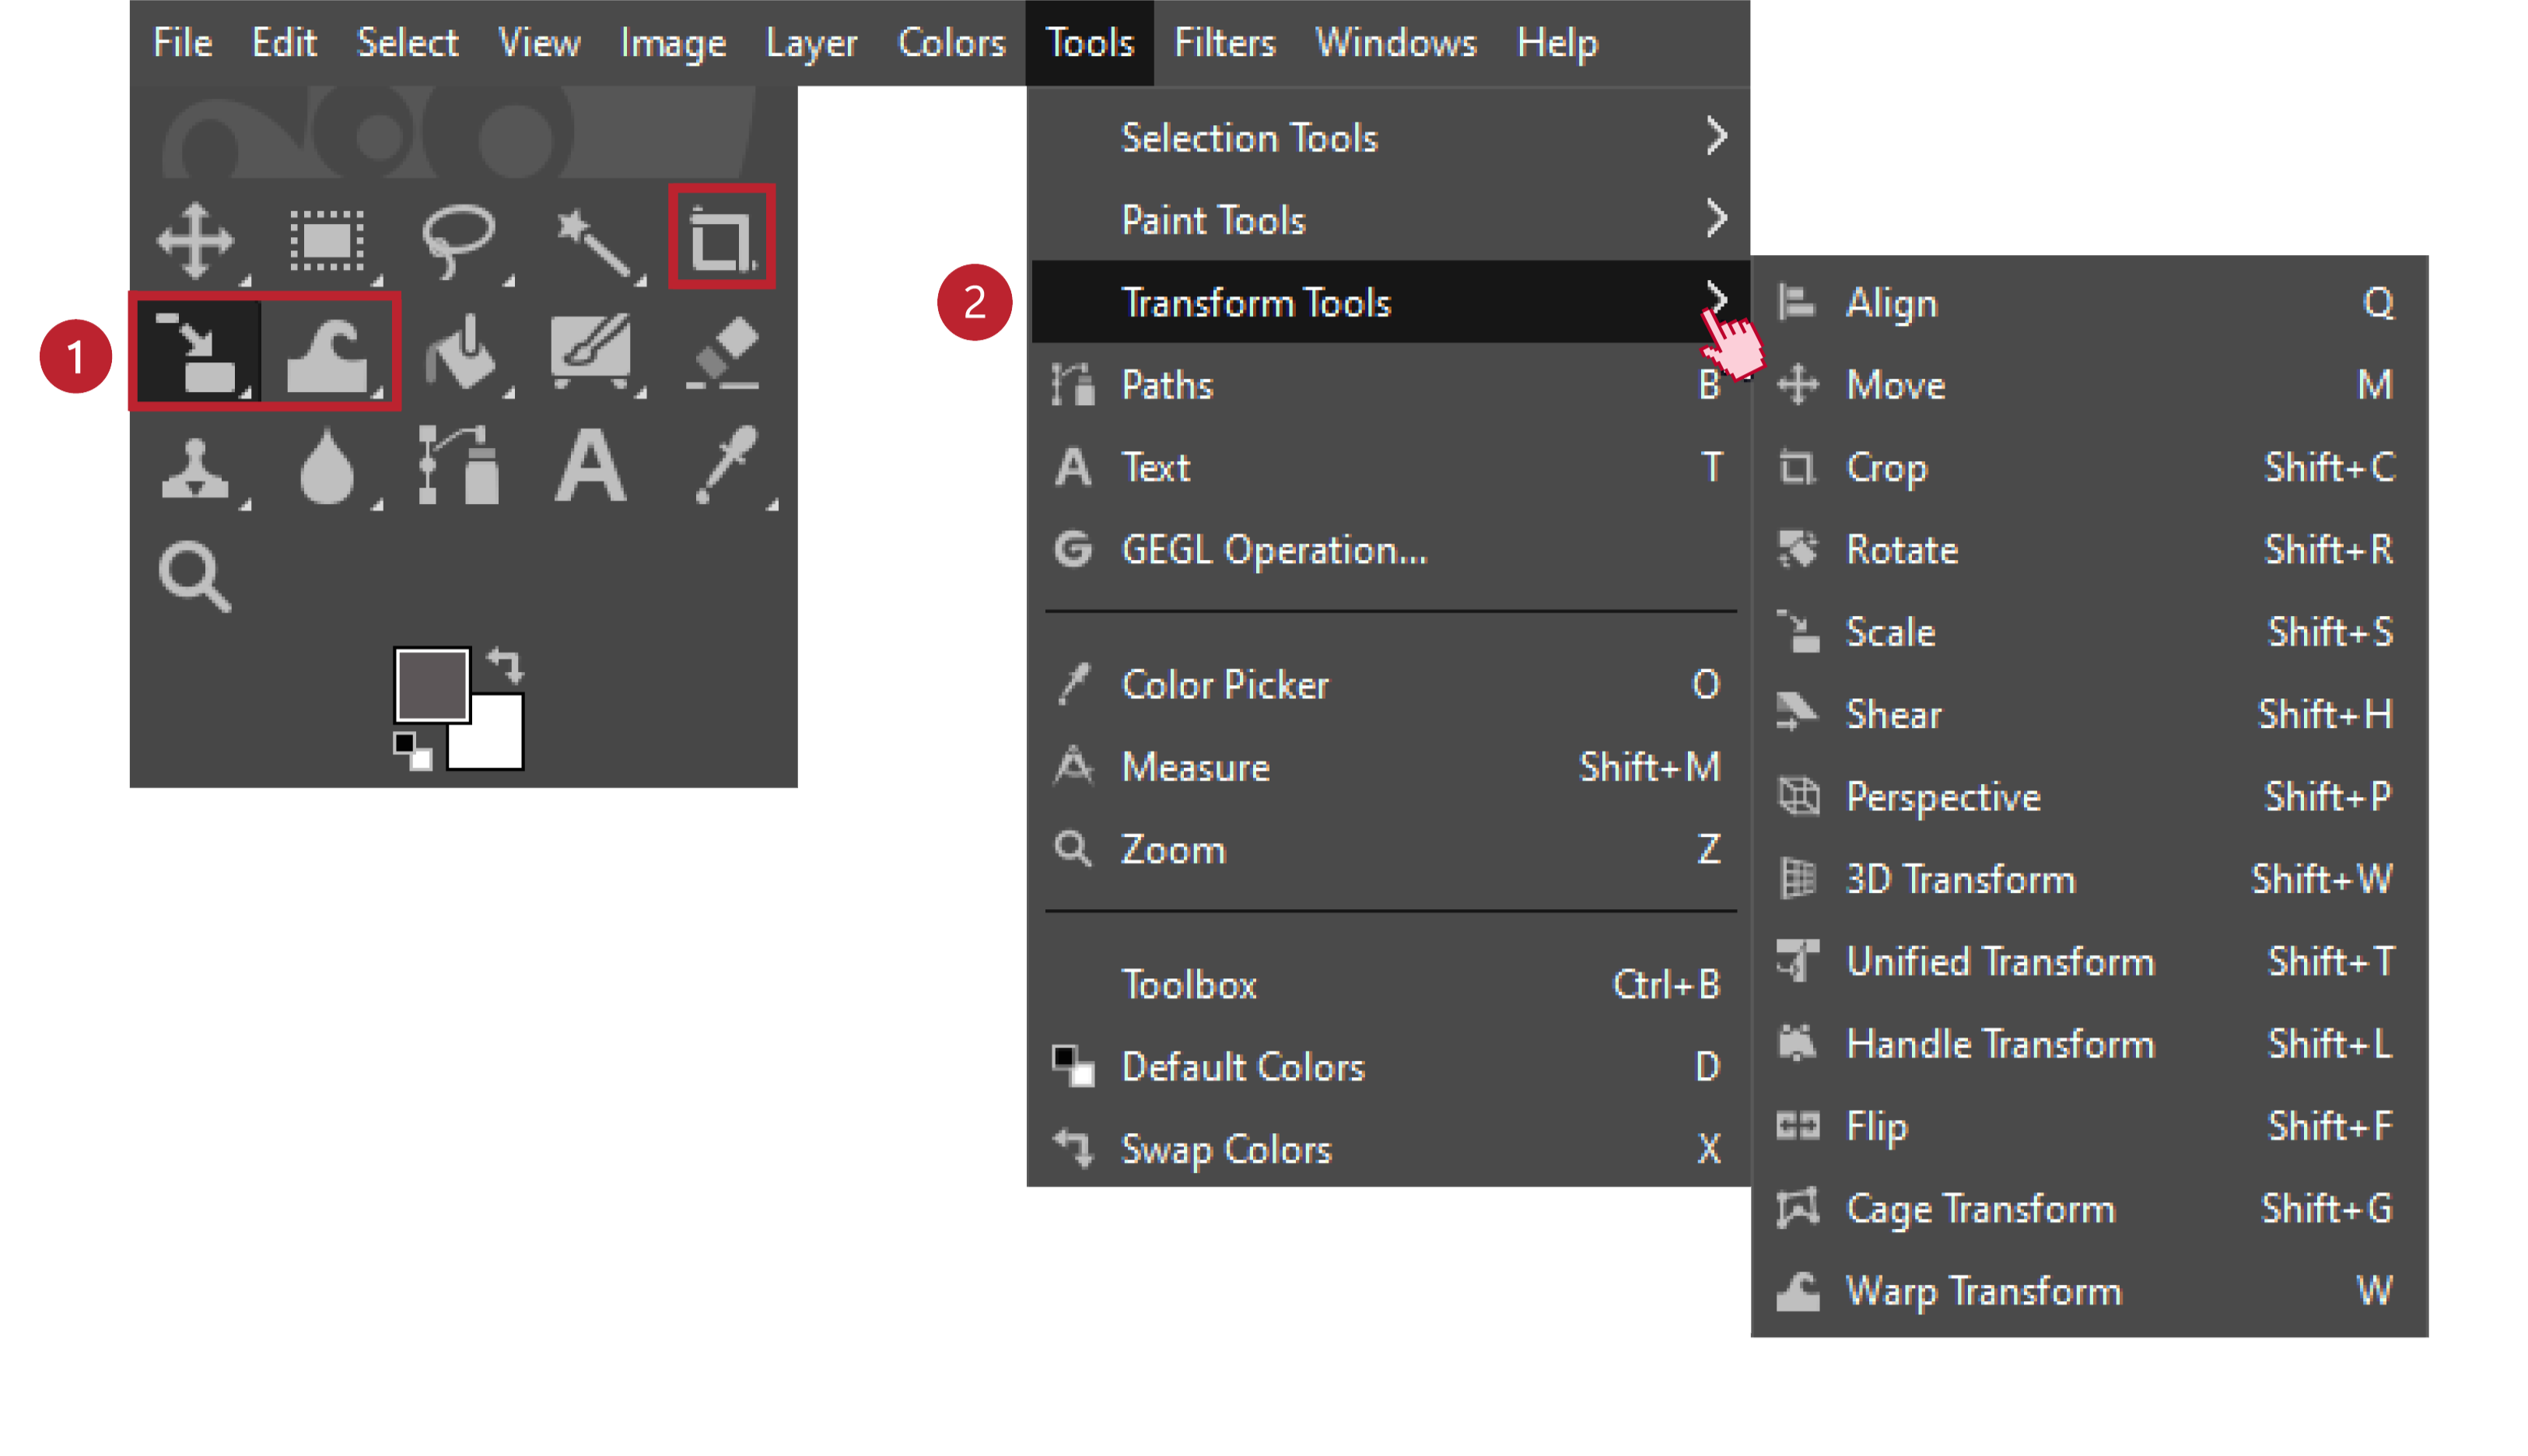 File Edit Select View Image Layer Colors Tools Filters Windows Help
1
2
Selection Tools
Paint Tools
Transform Tools
Paths B
Text T
GEGL Operation...
Color Picker O
Measure Shift+M
Zoom Z
Toolbox Ctrl+B
Default Colors D
Swap Colors X
Align Q
Move M
Crop Shift+C
Rotate Shift+R
Scale Shift+S
Shear Shift+H
Perspective Shift+P
3D Transform Shift+W
Unified Transform Shift+T
Handle Transform Shift+L
Flip Shift+F
Cage Transform Shift+G
Warp Transform W